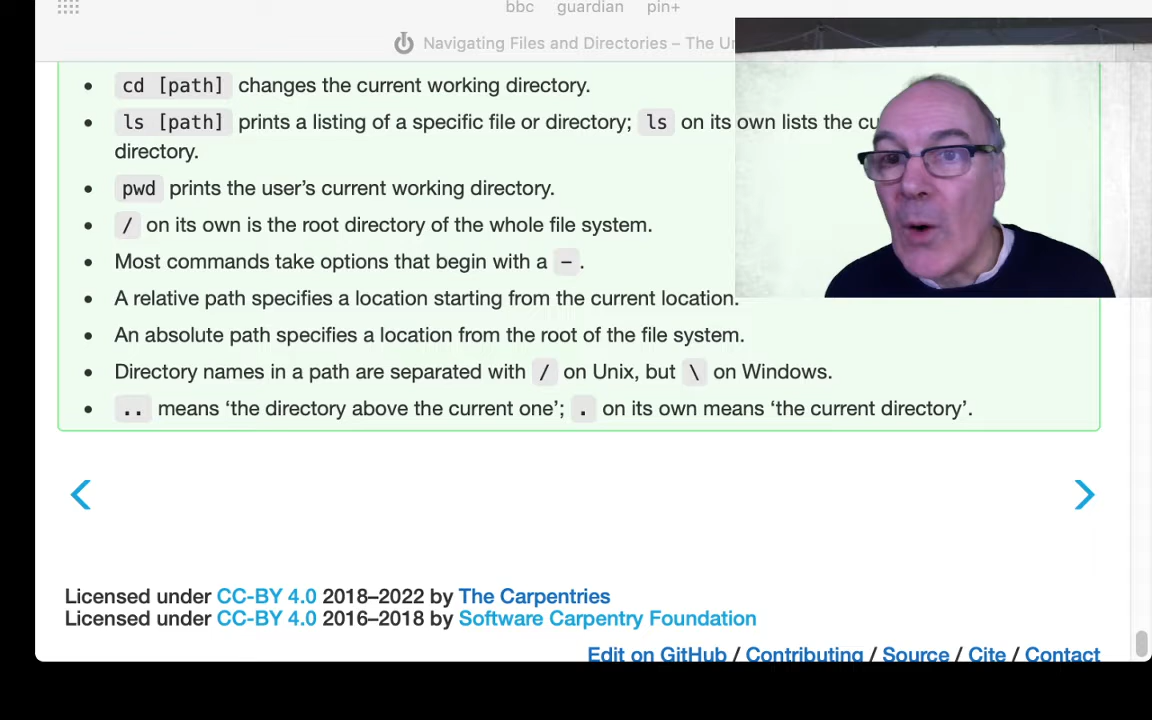 bbc guardian pin+
Navigating Files and Directories – The Un
cd [path] changes the current working directory.
ls [path] prints a listing of a specific file or directory; ls on its own lists the
directory.
pwd prints the user’s current working directory.
/ on its own is the root directory of the whole file system.
Most commands take options that begin with a -.
A relative path specifies a location starting from the current location.
An absolute path specifies a location from the root of the file system.
Directory names in a path are separated with / on Unix, but \ on Windows.
.. means ‘the directory above the current one’; . on its own means ‘the current directory’.
< >
Licensed under CC-BY 4.0 2018–2022 by The Carpentries
Licensed under CC-BY 4.0 2016–2018 by Software Carpentry Foundation
Edit on GitHub / Contributing / Source / Cite / Contact